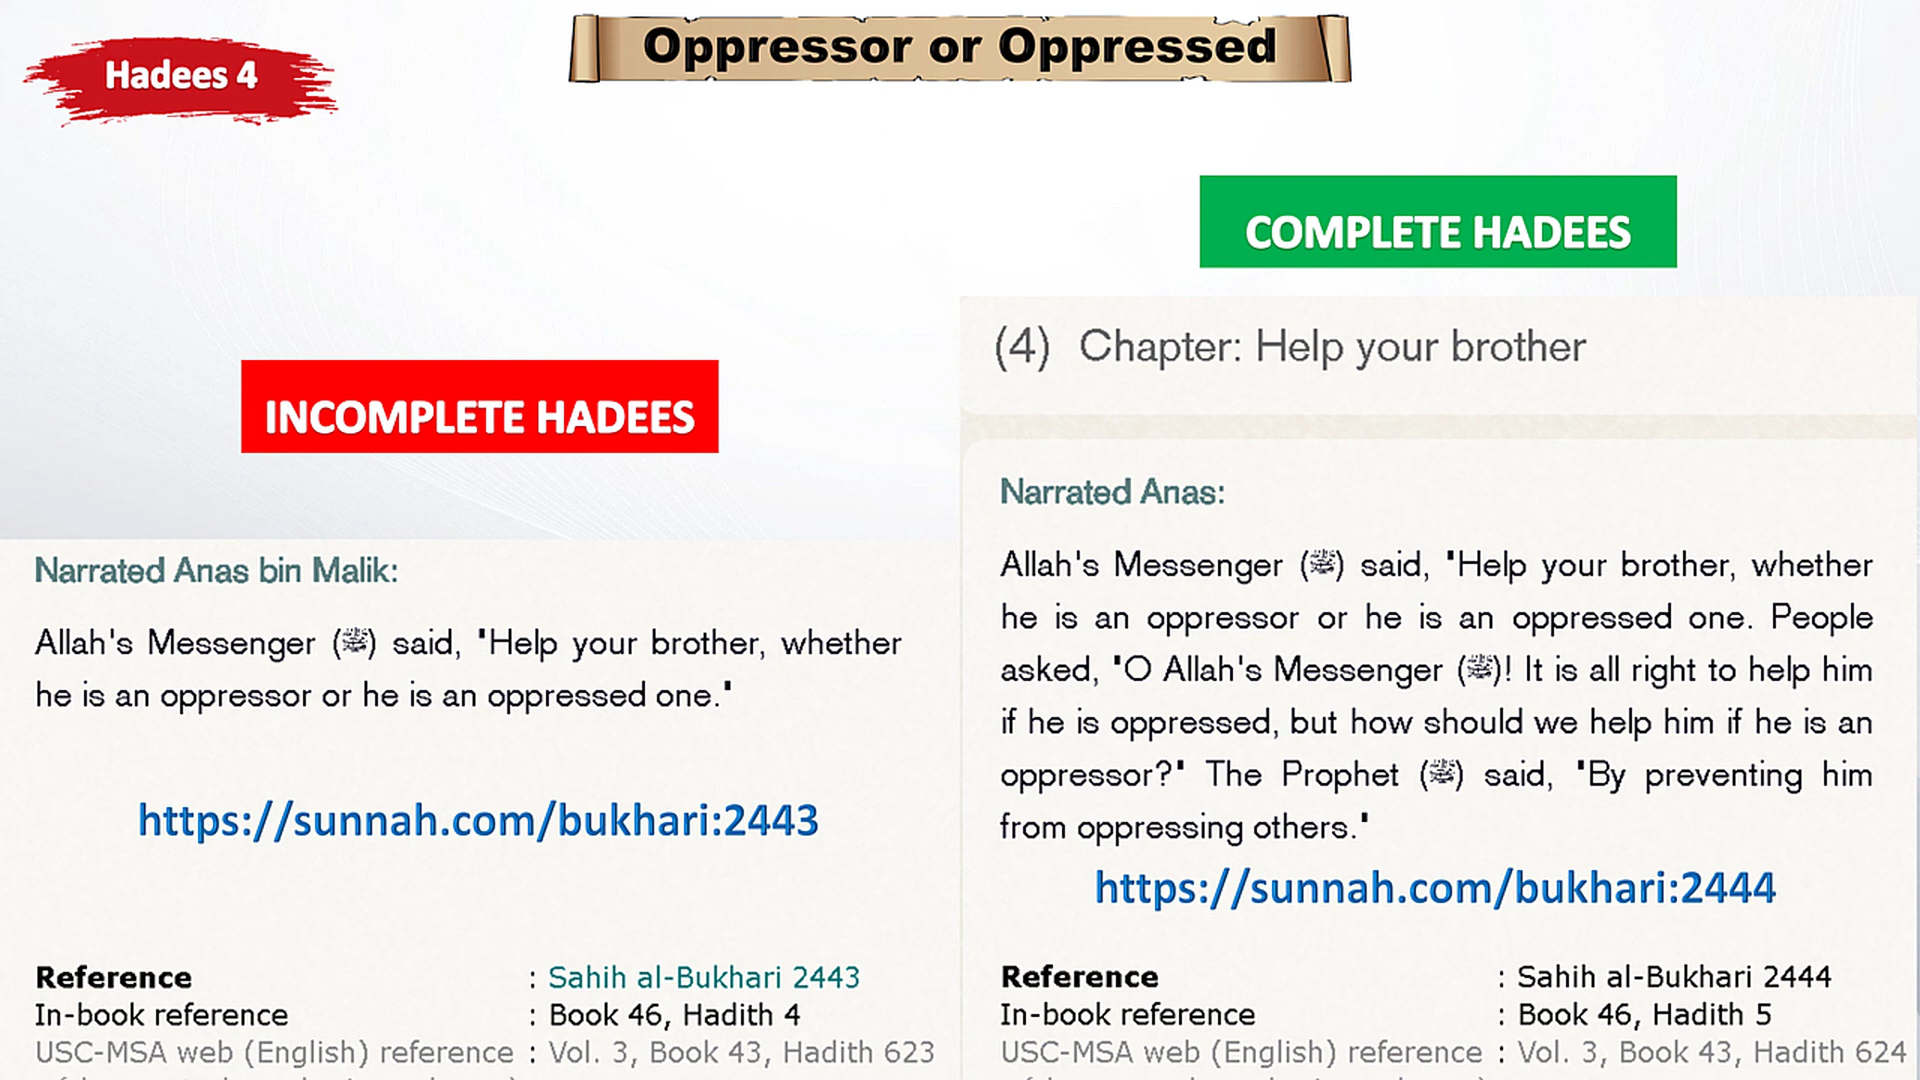 Oppressor or Oppressed
Hadees 4
INCOMPLETE HADEES
Narrated Anas bin Malik:
Allah's Messenger (ﷺ) said, "Help your brother, whether
he is an oppressor or he is an oppressed one."
https://sunnah.com/bukhari:2443
Reference : Sahih al-Bukhari 2443
In-book reference : Book 46, Hadith 4
USC-MSA web (English) reference : Vol. 3, Book 43, Hadith 623
COMPLETE HADEES
(4) Chapter: Help your brother
Narrated Anas:
Allah's Messenger (ﷺ) said, "Help your brother, whether
he is an oppressor or he is an oppressed one. People
asked, "O Allah's Messenger (ﷺ)! It is all right to help him
if he is oppressed, but how should we help him if he is an
oppressor?" The Prophet (ﷺ) said, "By preventing him
from oppressing others."
https://sunnah.com/bukhari:2444
Reference : Sahih al-Bukhari 2444
In-book reference : Book 46, Hadith 5
USC-MSA web (English) reference : Vol. 3, Book 43, Hadith 624